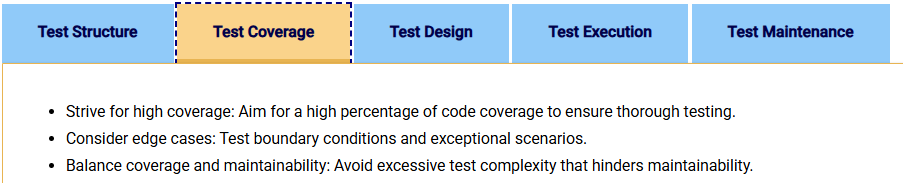 Test Structure
Test Coverage
Test Design
Test Execution
Test Maintenance
• Strive for high coverage: Aim for a high percentage of code coverage to ensure thorough testing.
• Consider edge cases: Test boundary conditions and exceptional scenarios.
• Balance coverage and maintainability: Avoid excessive test complexity that hinders maintainability.